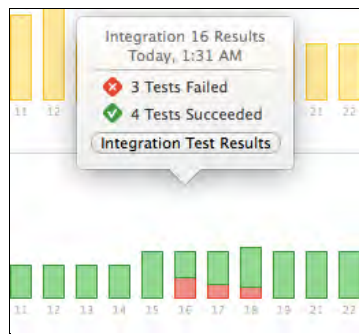 Integration 16 Results
Today, 1:31 AM
3 Tests Failed
4 Tests Succeeded
Integration Test Results
11 12 21 22
11 12 13 14 15 16 17 18 19 21 22